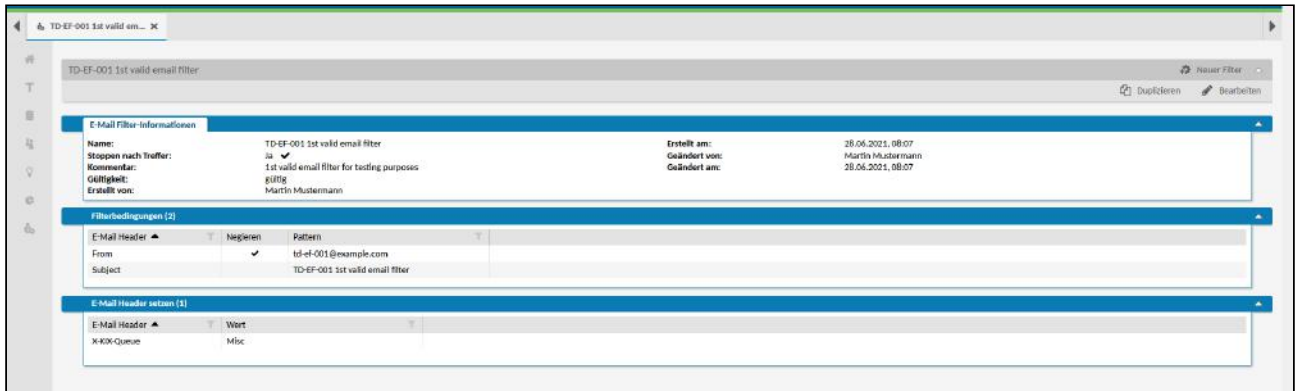 TD-EF-001 1st valid em...
TD-EF-001 1st valid email filter
Neuer Filter
Duplizieren Bearbeiten
E-Mail Filter-Informationen
Name: TD-EF-001 1st valid email filter Erstellt am: 28.06.2021, 08:07
Stoppen nach Treffer: Ja Geändert von: Martin Mustermann
Kommentar: 1st valid email filter for testing purposes Geändert am: 28.06.2021, 08:07
Gültigkeit: gültig
Erstellt von: Martin Mustermann
Filterbedingungen (2)
E-Mail Header Negieren Pattern
From td-ef-001@example.com
Subject TD-EF-001 1st valid email filter
E-Mail Header setzen (1)
E-Mail Header Wert
X-KIX-Queue Misc